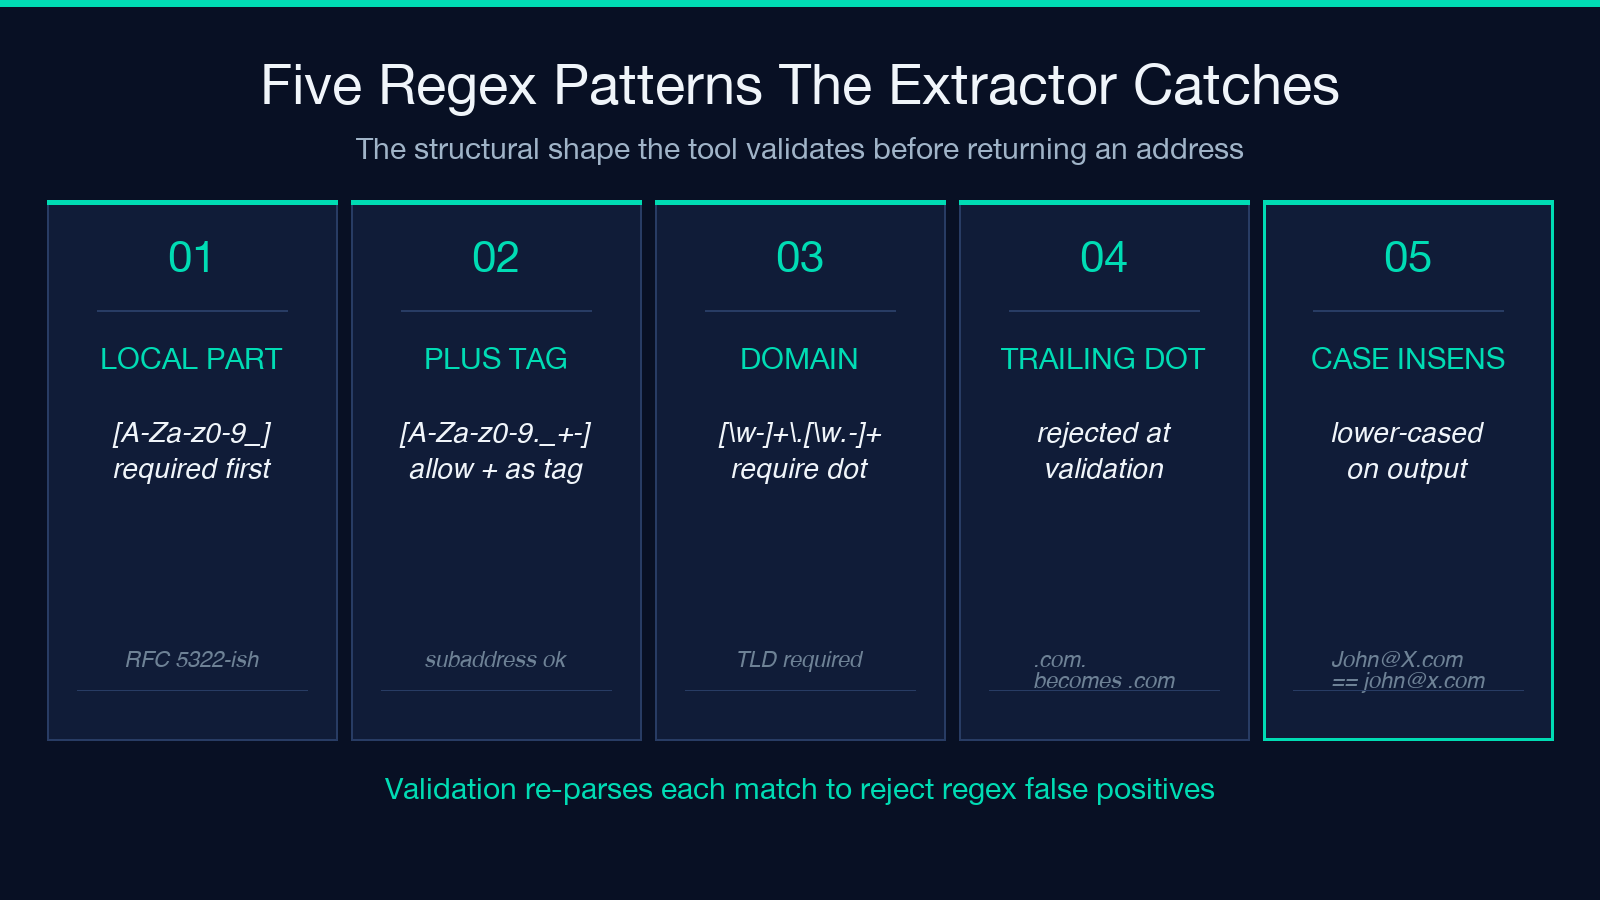 Five Regex Patterns The Extractor Catches
The structural shape the tool validates before returning an address
01
LOCAL PART
[A-Za-z0-9_]
required first
RFC 5322-ish
02
PLUS TAG
[A-Za-z0-9._+-]
allow + as tag
subaddress ok
03
DOMAIN
[\w-]+\.[\w.-]+
require dot
TLD required
04
TRAILING DOT
rejected at
validation
.com.
becomes .com
05
CASE INSENS
lower-cased
on output
John@X.com
== john@x.com
Validation re-parses each match to reject regex false positives